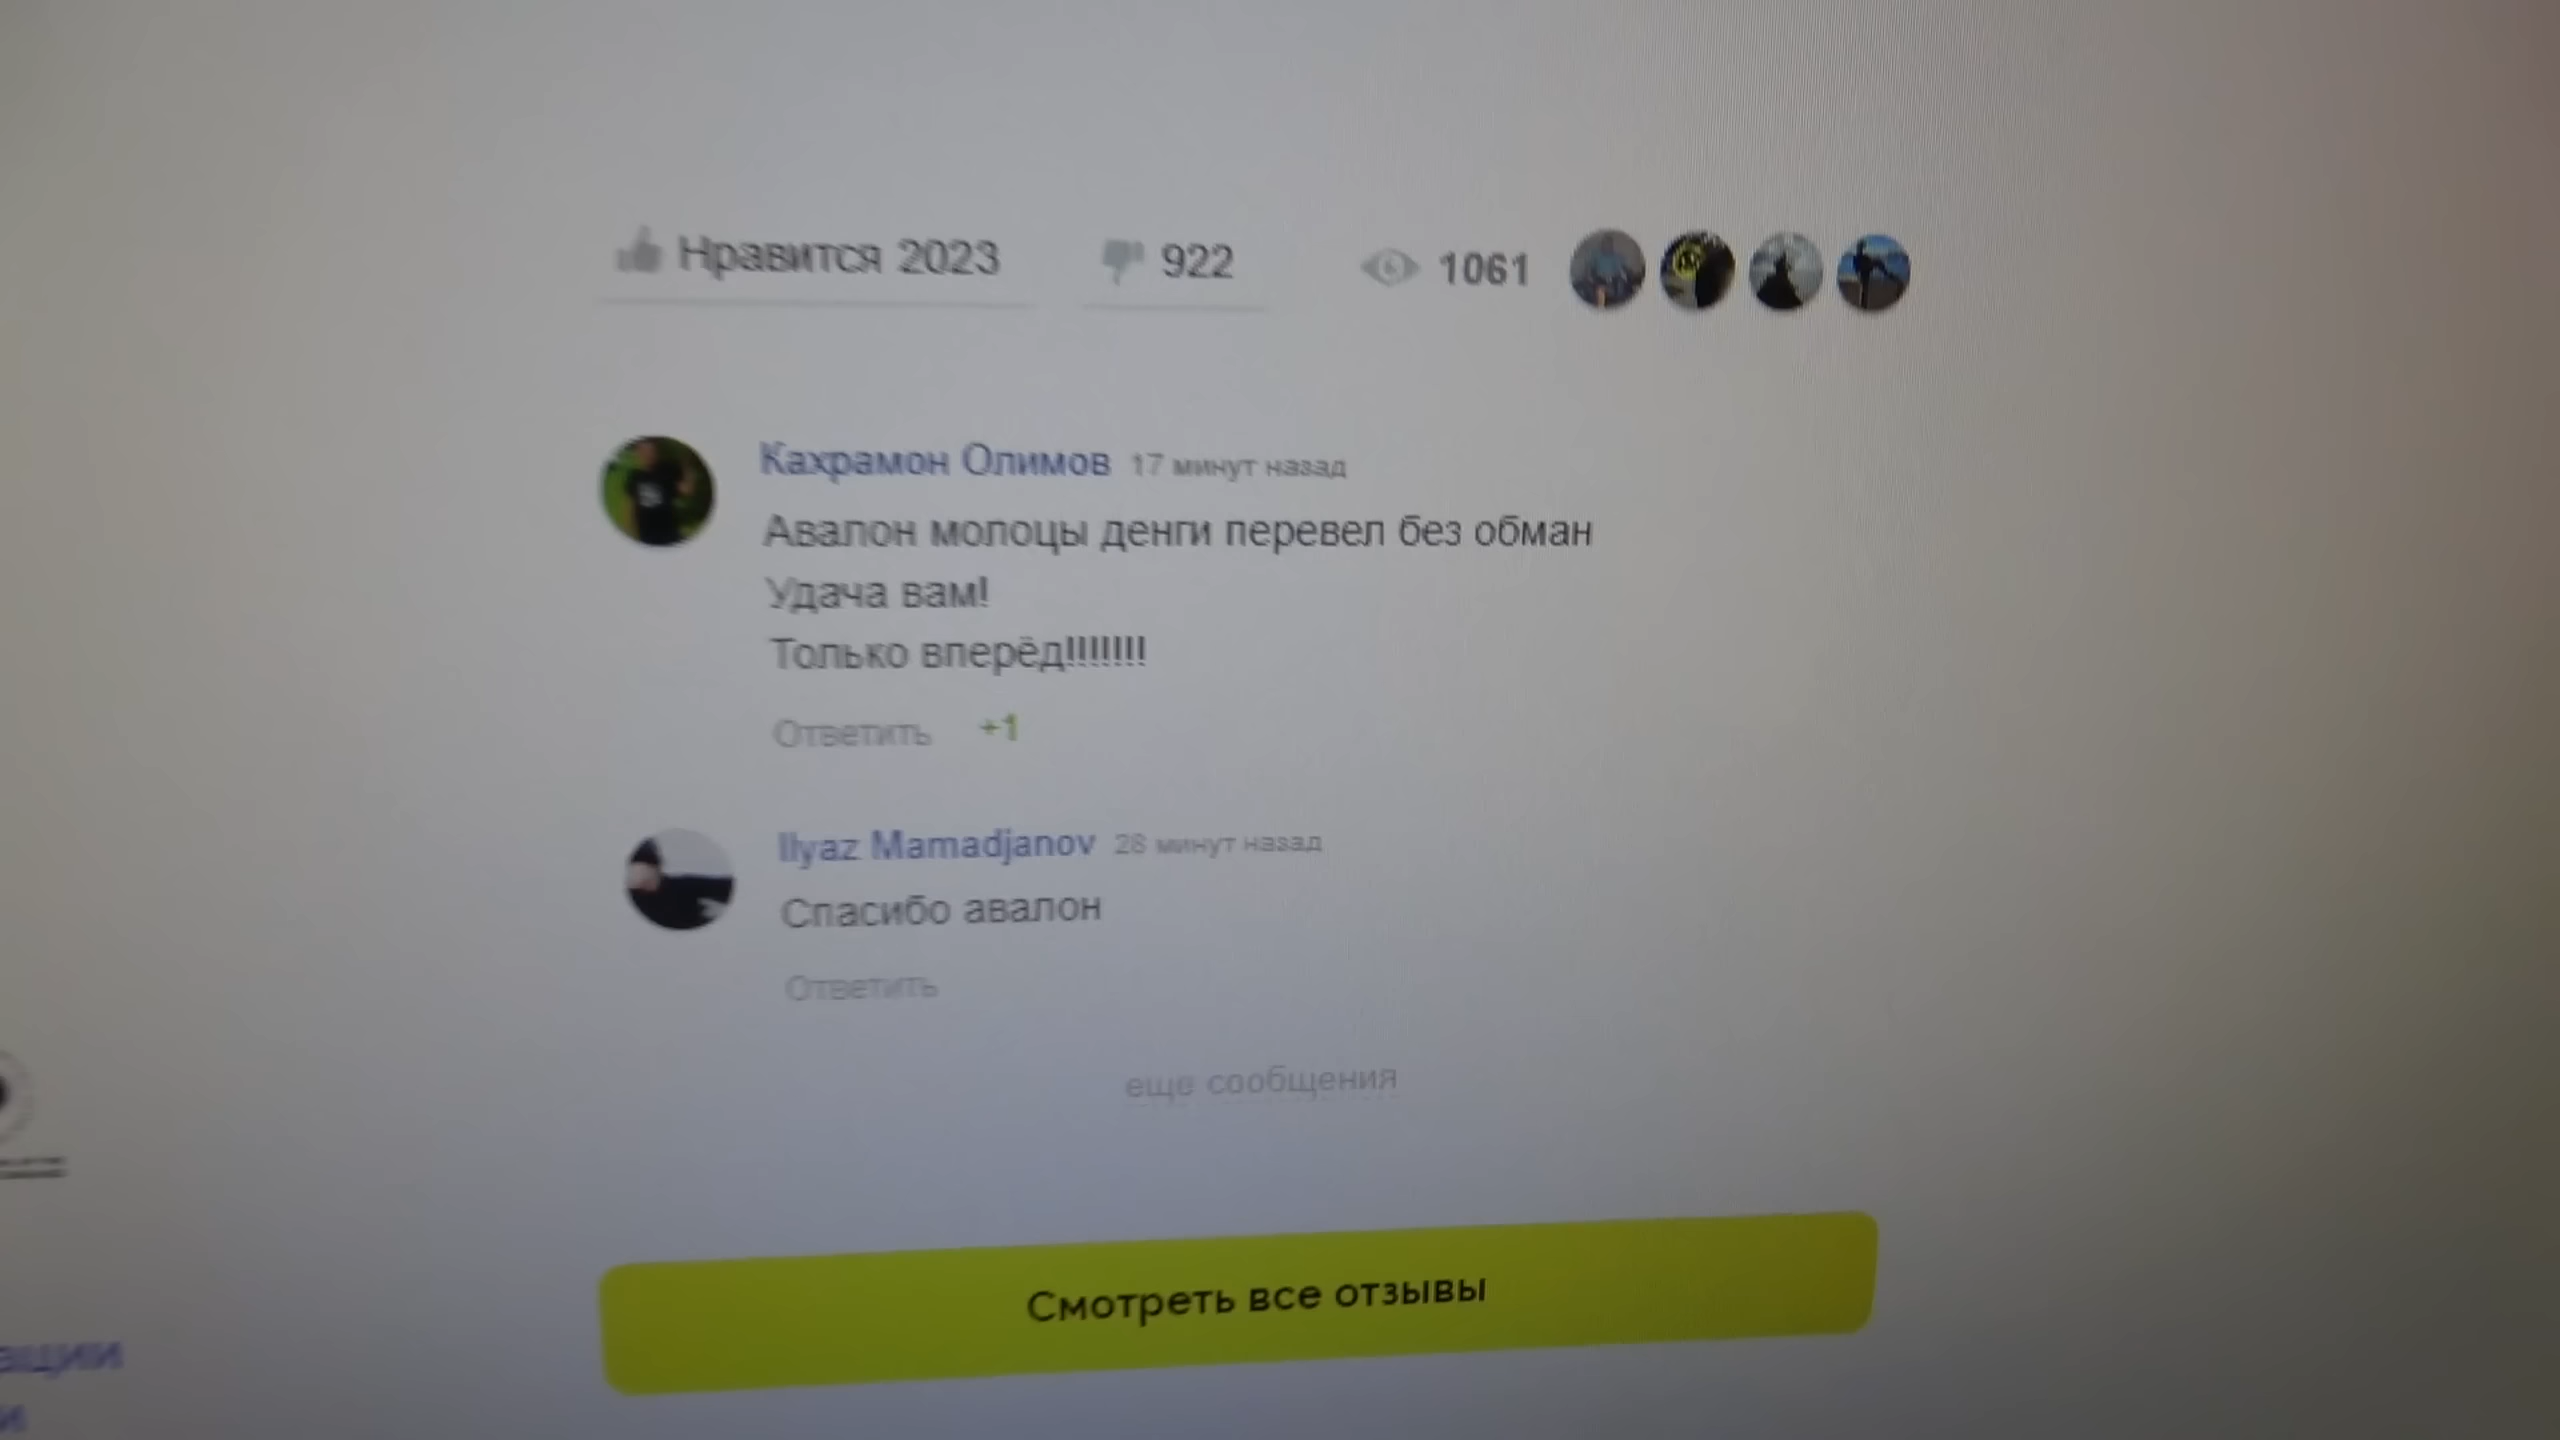 Нравится 2023
922
1061
Кахрамон Олимов 17 минут назад
Авалон молоцы денги перевел без обман
Удача вам!
Только вперёд!!!!!!!
Ответить +1
Ilyaz Mamadjanov 28 минут назад
Спасибо авалон
Ответить
еще сообщения
Смотреть все отзывы